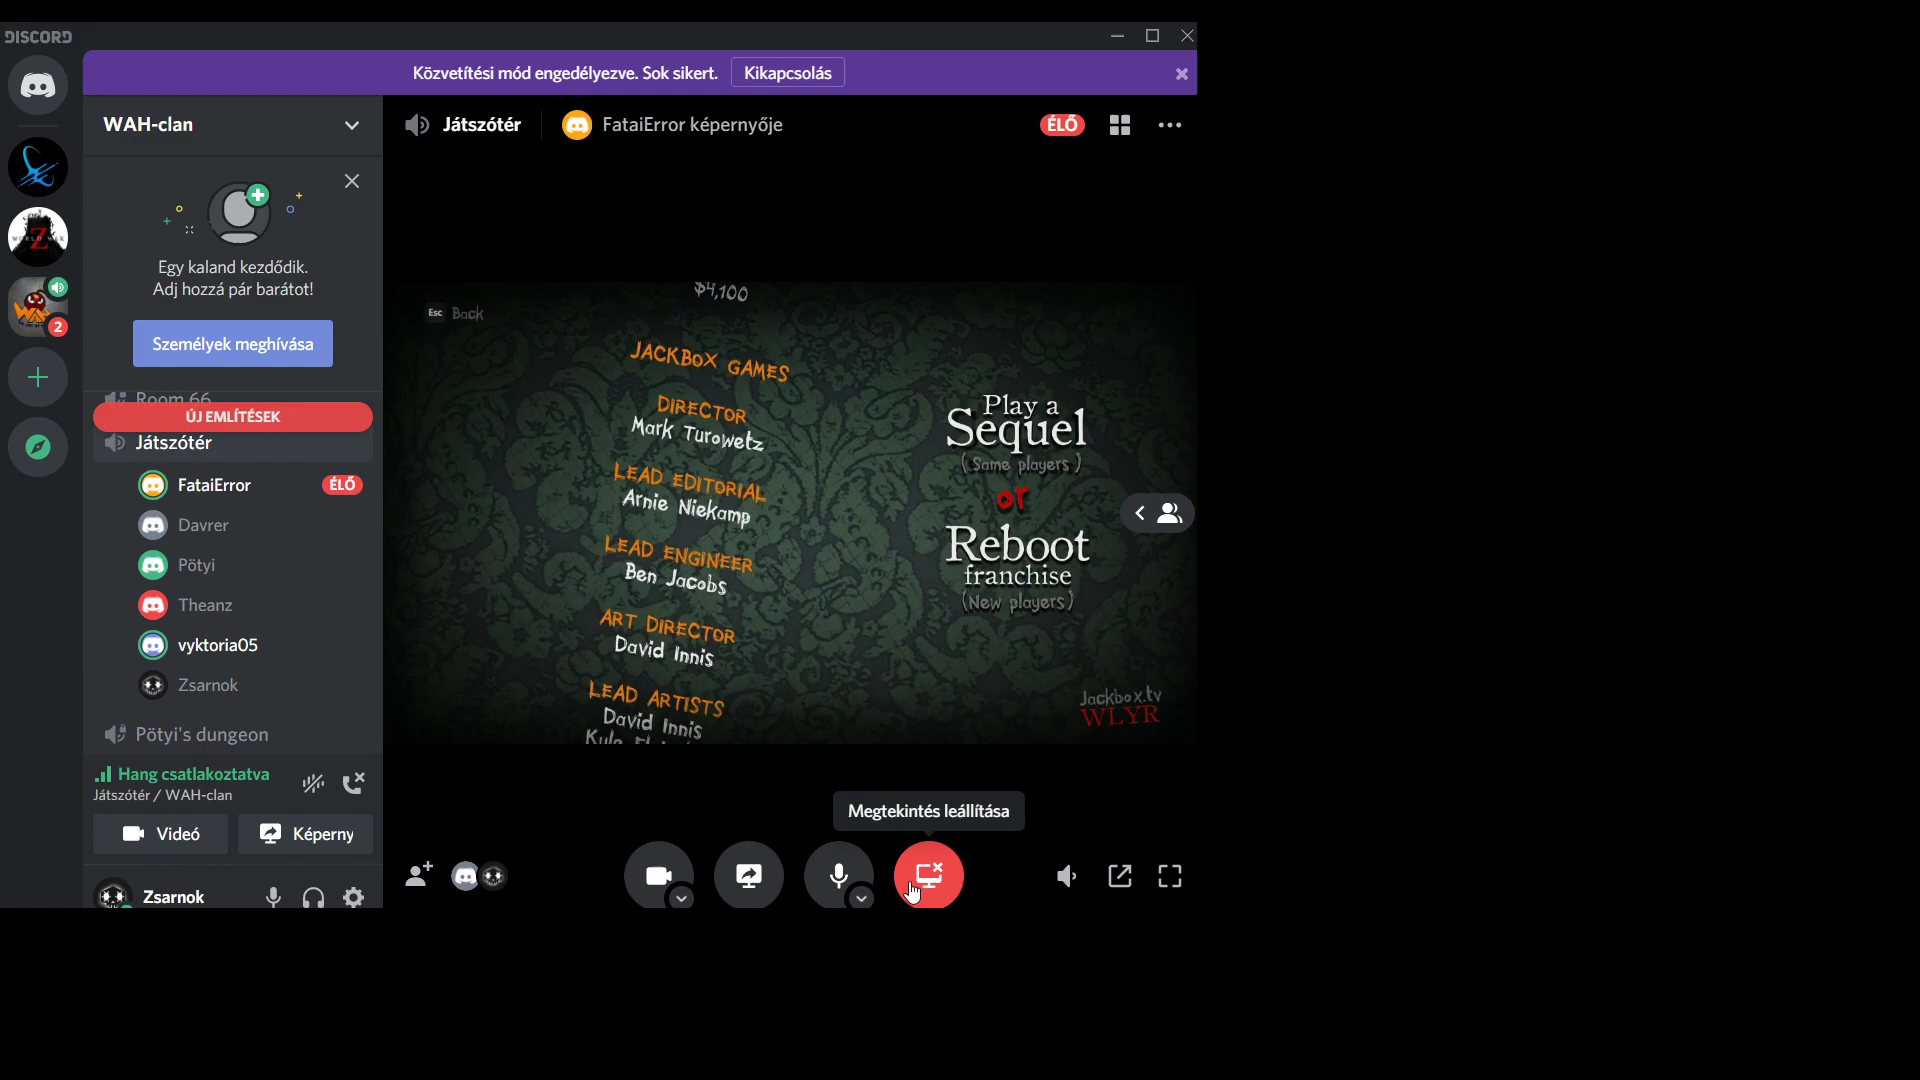 DISCORD
Közvetítési mód engedélyezve. Sok sikert.
Kikapcsolás
WAH-clan
Játszótér
FataiError képernyője
ÉLŐ
Egy kaland kezdődik.
Adj hozzá pár barátot!
Személyek meghívása
Room 66
ÚJ EMLÍTÉSEK
Játszótér
FataiError
ÉLŐ
Davrer
Pötyi
Theanz
vyktoria05
Zsarnok
Pötyi's dungeon
Hang csatlakoztatva
Játszótér / WAH-clan
Videó
Képerny
Zsarnok
2
Z
$4,100
Esc Back
JACKBOX GAMES
DIRECTOR
Mark Turowetz
LEAD EDITORIAL
Arnie Niekamp
LEAD ENGINEER
Ben Jacobs
ART DIRECTOR
David Innis
LEAD ARTISTS
David Innis
Play a
Sequel
(Same players)
or
Reboot
franchise
(New players)
Jackbox.tv
WLYR
Megtekintés leállítása